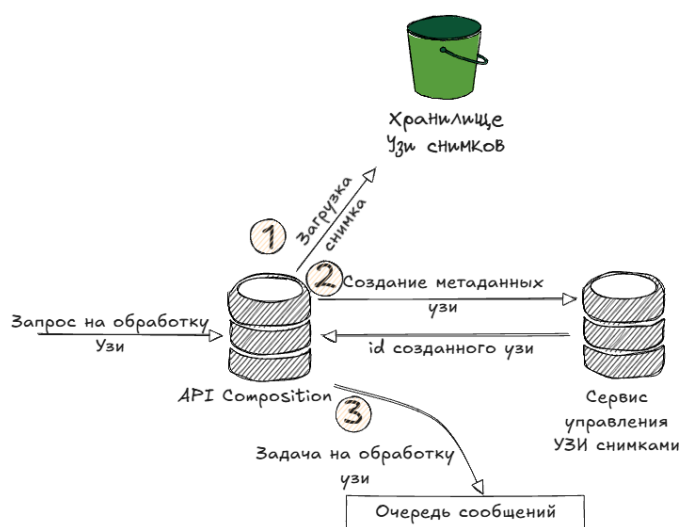 Хранилище
Узи снимков
Загрузка
снимка
1
2
Создание метаданных
узи
Запрос на обработку
Узи
id созданного узи
API Composition
Сервис
управления
УЗИ снимками
3
Задача на обработку
узи
Очередь сообщений